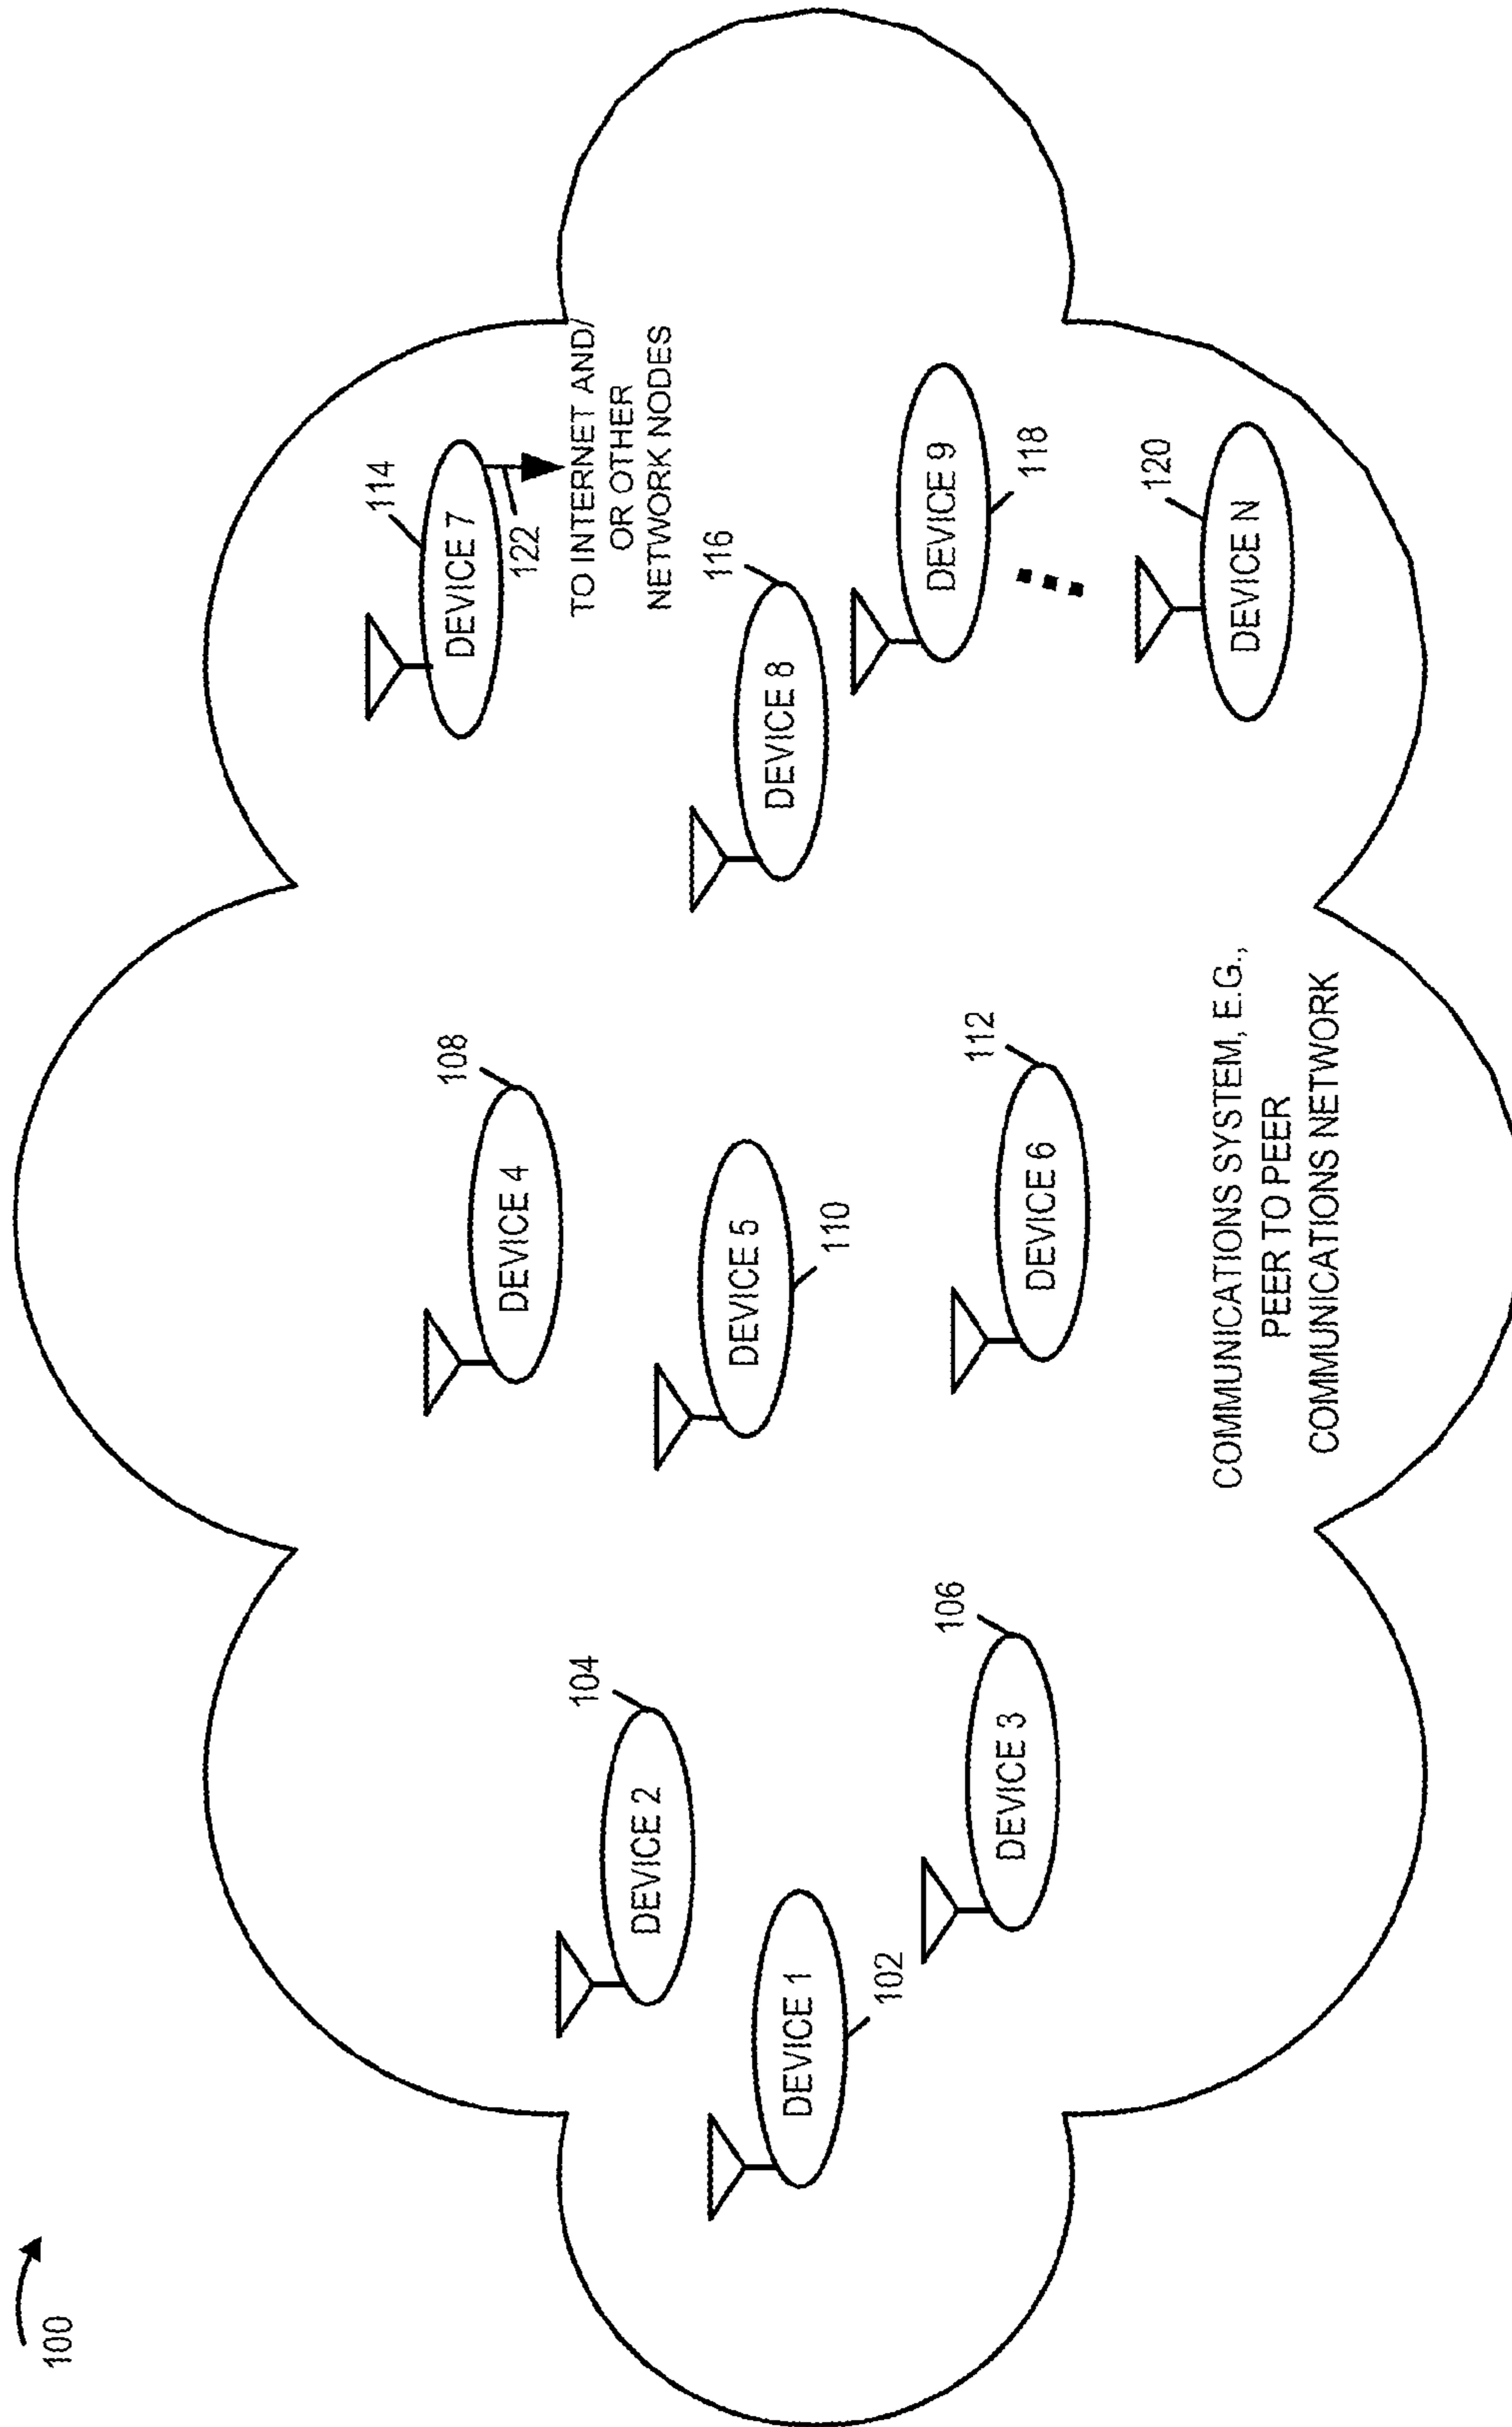 100
DEVICE 1
102
DEVICE 2
104
DEVICE 3
106
DEVICE 4
108
DEVICE 5
110
DEVICE 6
112
DEVICE 7
114
122
TO INTERNET AND/
OR OTHER
NETWORK NODES
DEVICE 8
116
DEVICE 9
118
DEVICE N
120
COMMUNICATIONS SYSTEM, E.G.,
PEER TO PEER
COMMUNICATIONS NETWORK